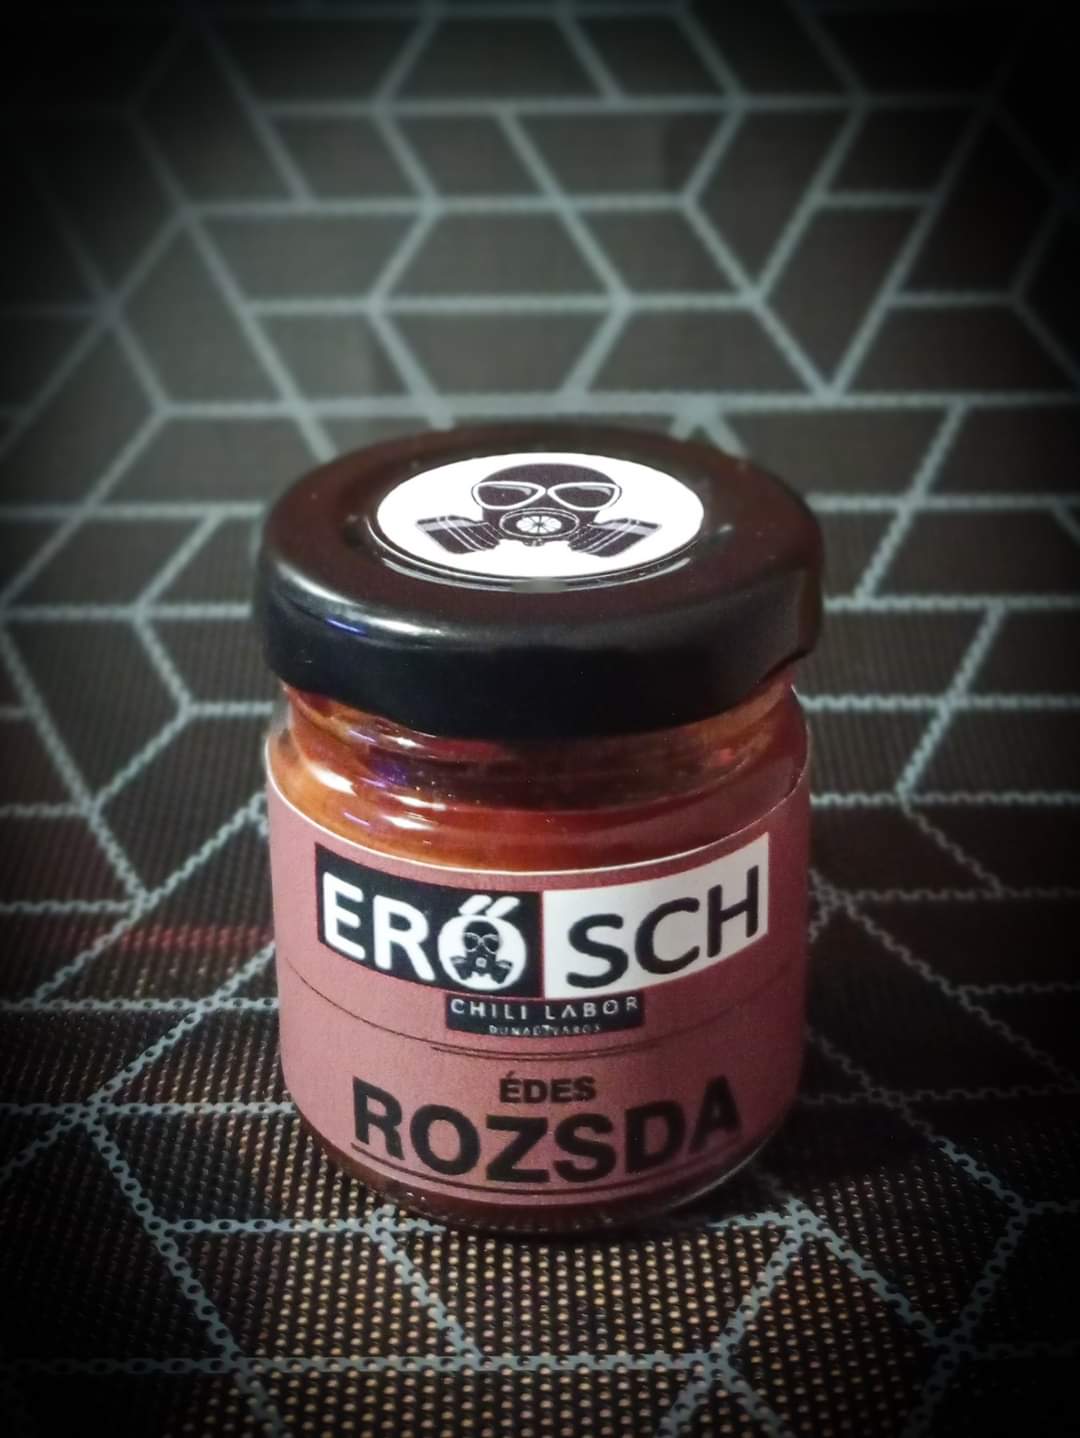 ERŐSCH
CHILI LABOR
DUNAÚJVÁROS
ÉDES
ROZSDA